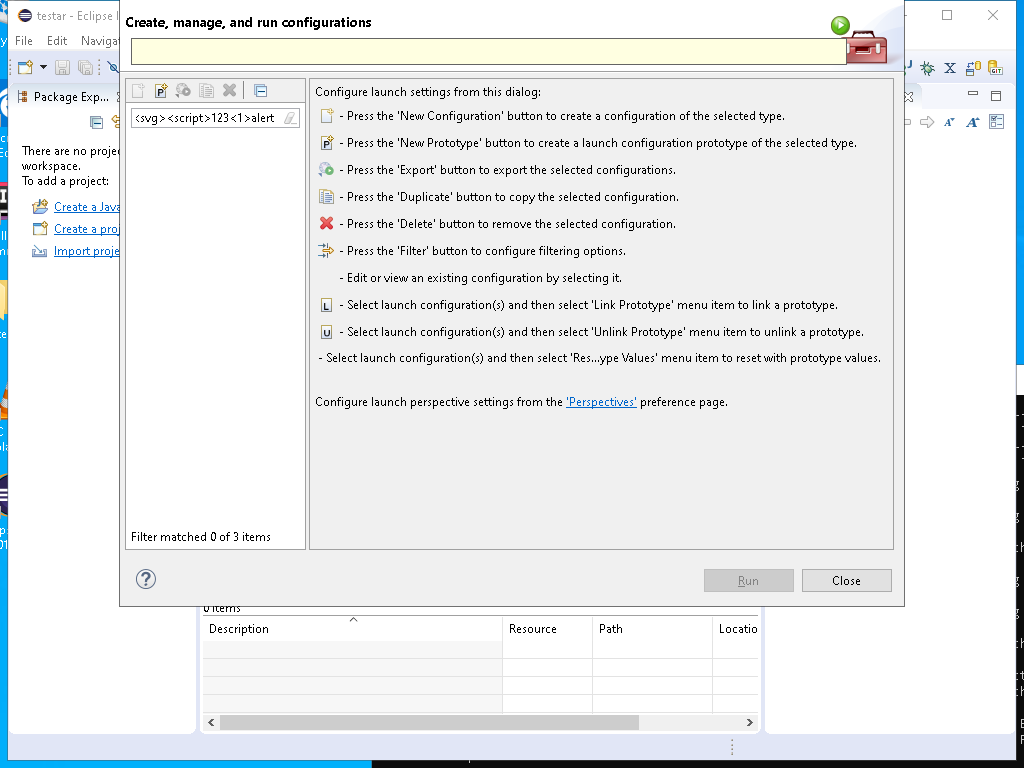 testar - Eclipse I
Create, manage, and run configurations
File Edit Navigat
Package Exp...
<svg><script>123<1>alert
Configure launch settings from this dialog:
- Press the 'New Configuration' button to create a configuration of the selected type.
- Press the 'New Prototype' button to create a launch configuration prototype of the selected type.
- Press the 'Export' button to export the selected configurations.
- Press the 'Duplicate' button to copy the selected configuration.
- Press the 'Delete' button to remove the selected configuration.
- Press the 'Filter' button to configure filtering options.
- Edit or view an existing configuration by selecting it.
- Select launch configuration(s) and then select 'Link Prototype' menu item to link a prototype.
- Select launch configuration(s) and then select 'Unlink Prototype' menu item to unlink a prototype.
- Select launch configuration(s) and then select 'Res...ype Values' menu item to reset with prototype values.
Configure launch perspective settings from the 'Perspectives' preference page.
There are no proje
workspace.
To add a project:
Create a Java
Create a proj
Import proje
Filter matched 0 of 3 items
Run
Close
0 items
Description Resource Path Locatio